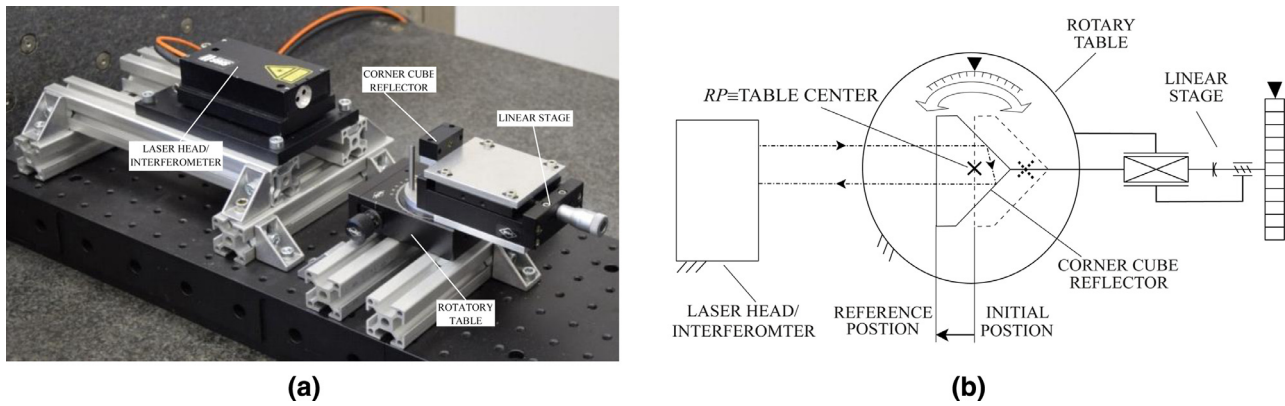 CORNER CUBE
REFLECTOR
LINEAR STAGE
LASER HEAD/
INTERFEROMETER
ROTATORY
TABLE
(a)
ROTARY
TABLE
LINEAR
STAGE
RP≡TABLE CENTER
CORNER CUBE
REFLECTOR
LASER HEAD/
INTERFEROMTER
REFERENCE
POSTION
INITIAL
POSTION
(b)